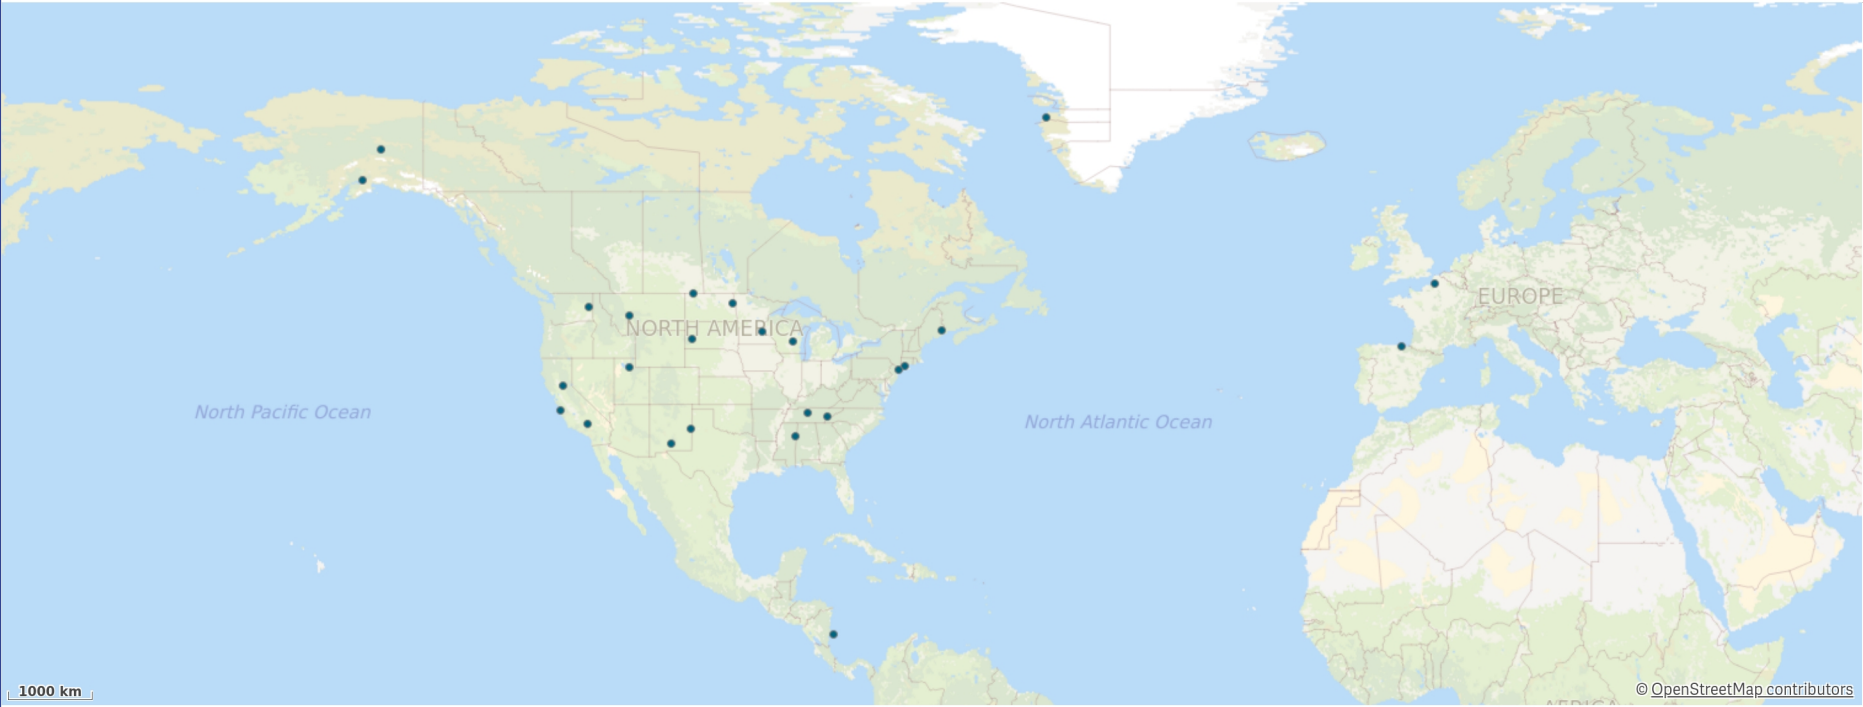 EUROPE
NORTH AMERICA
North Pacific Ocean
North Atlantic Ocean
1000 km
© OpenStreetMap contributors